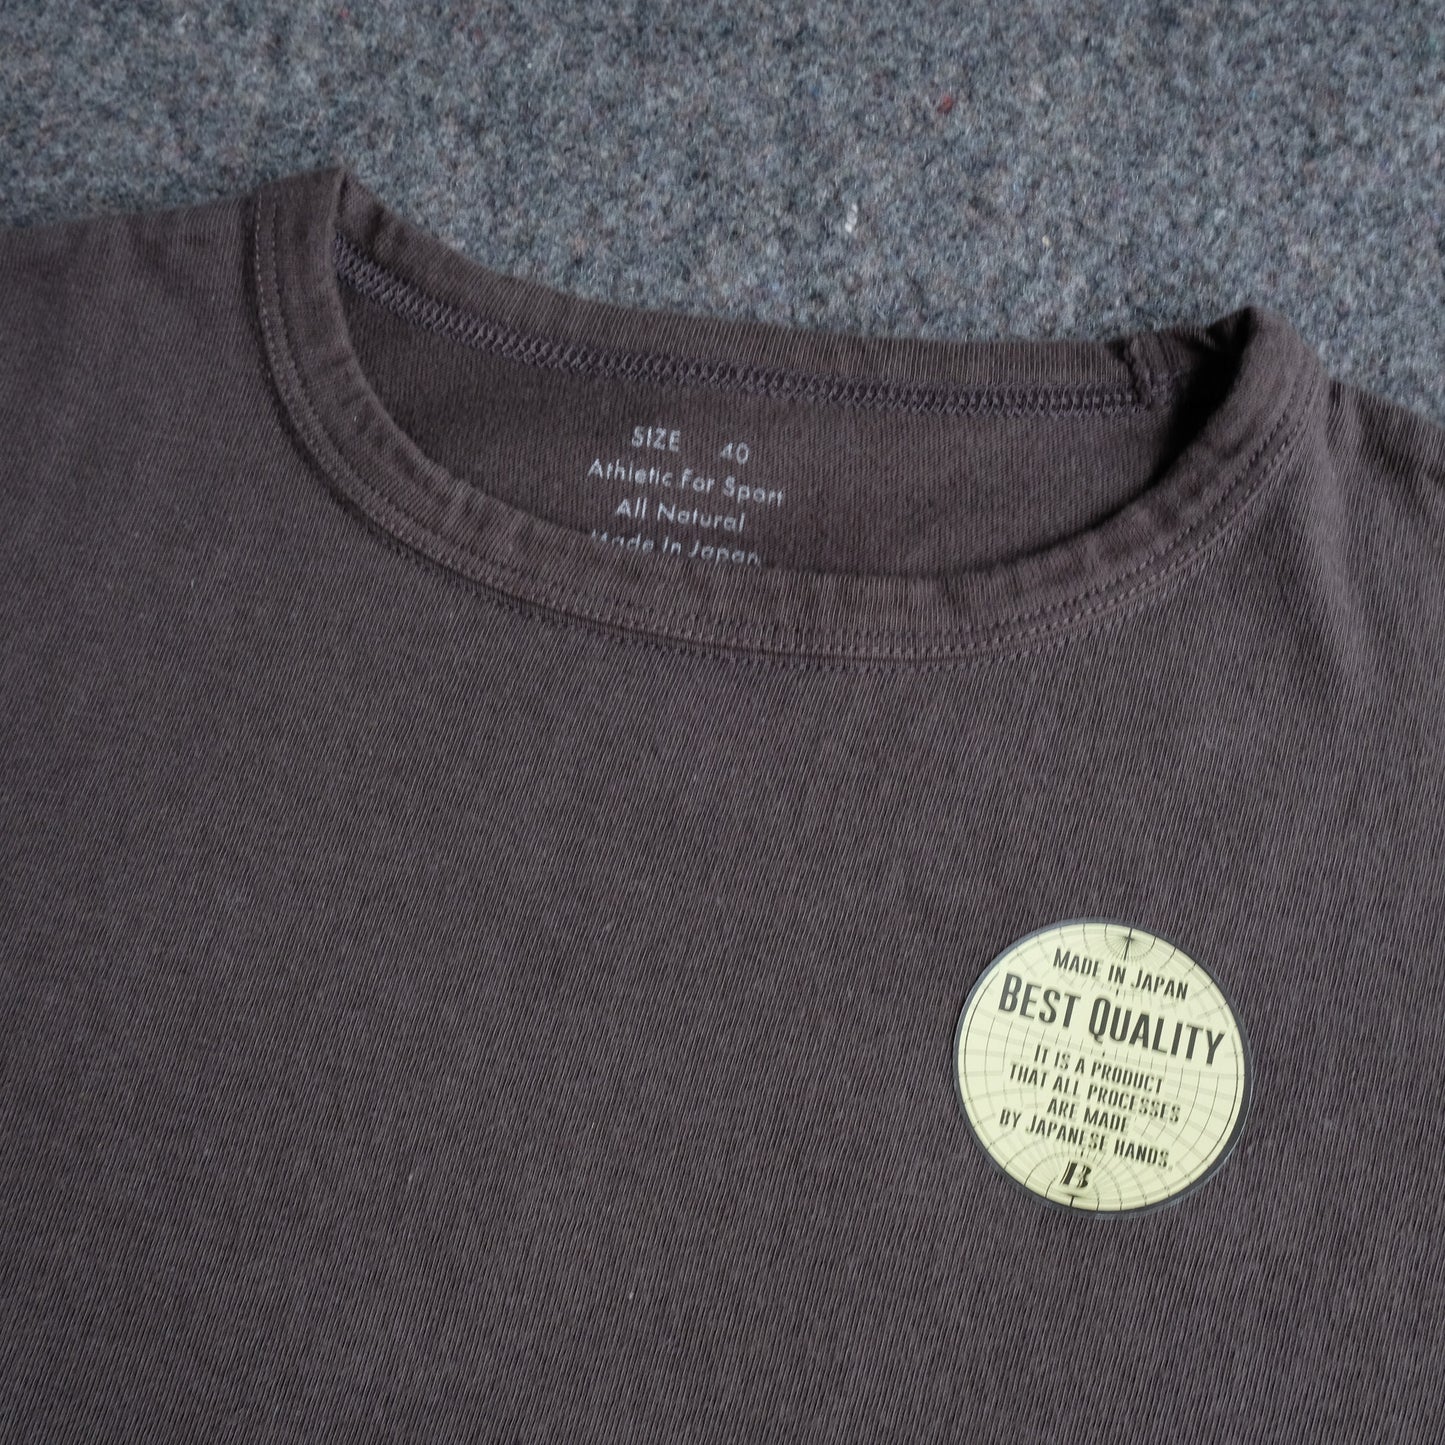 SIZE 40
Athletic For Sport
All Natural
Made In Japan
MADE IN JAPAN
BEST QUALITY
IT IS A PRODUCT
THAT ALL PROCESSES
ARE MADE
BY JAPANESE HANDS.
B